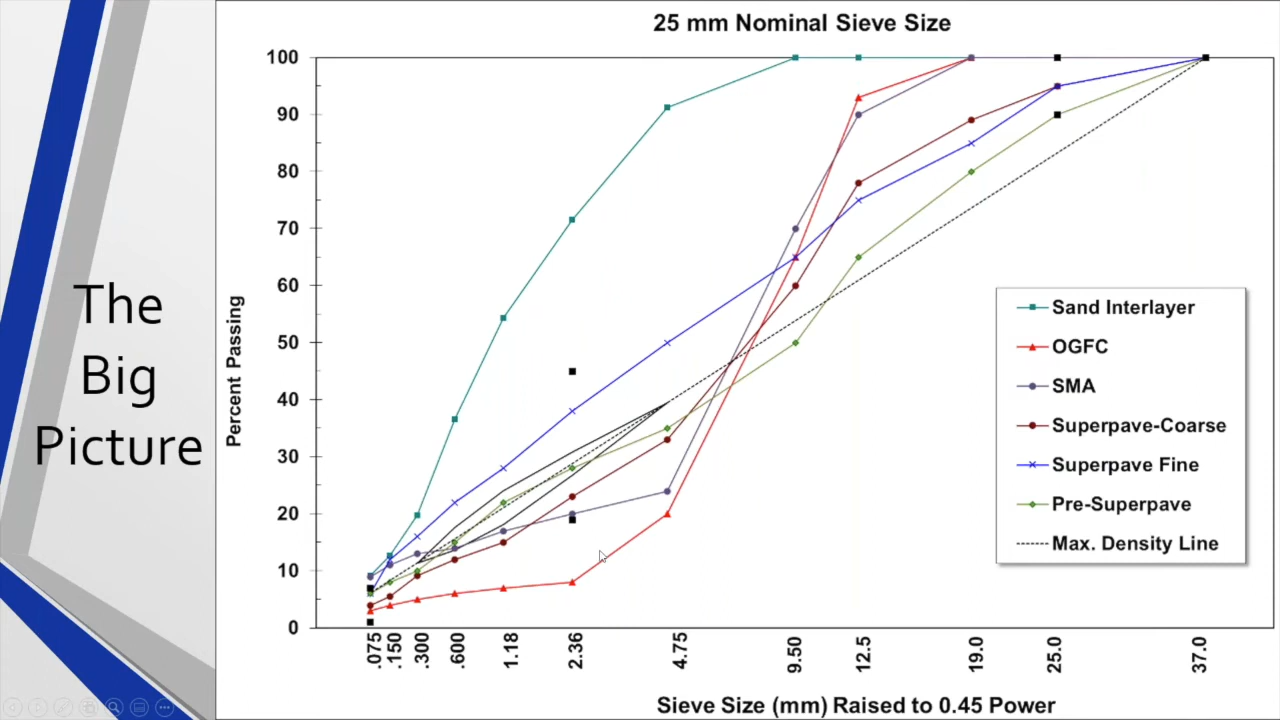 25 mm Nominal Sieve Size
The
Big
Picture
Percent Passing
100
90
80
70
60
50
40
30
20
10
0
.075
.150
.300
.600
1.18
2.36
4.75
9.50
12.5
19.0
25.0
37.0
Sieve Size (mm) Raised to 0.45 Power
Sand Interlayer
OGFC
SMA
Superpave-Coarse
Superpave Fine
Pre-Superpave
Max. Density Line